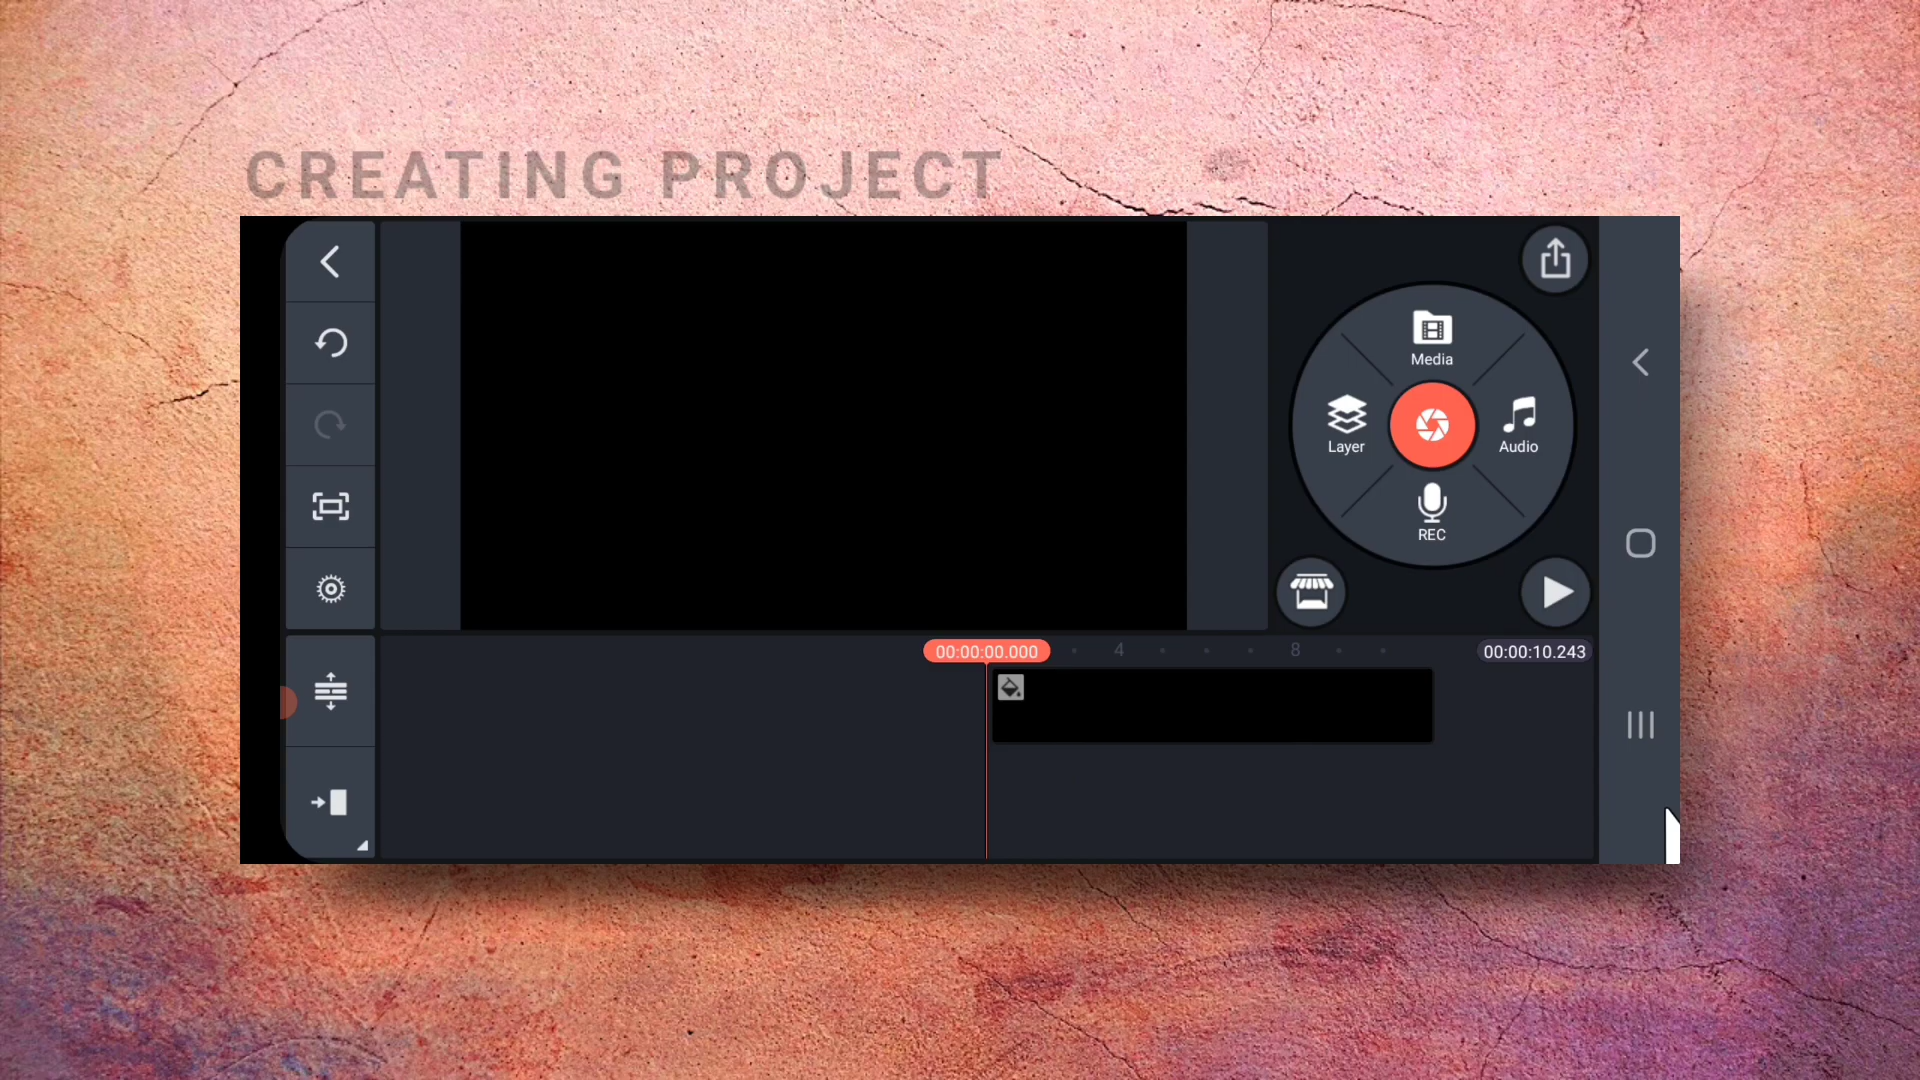 CREATING PROJECT
Media
Layer
Audio
REC
00:00:00.000
4
8
00:00:10.243